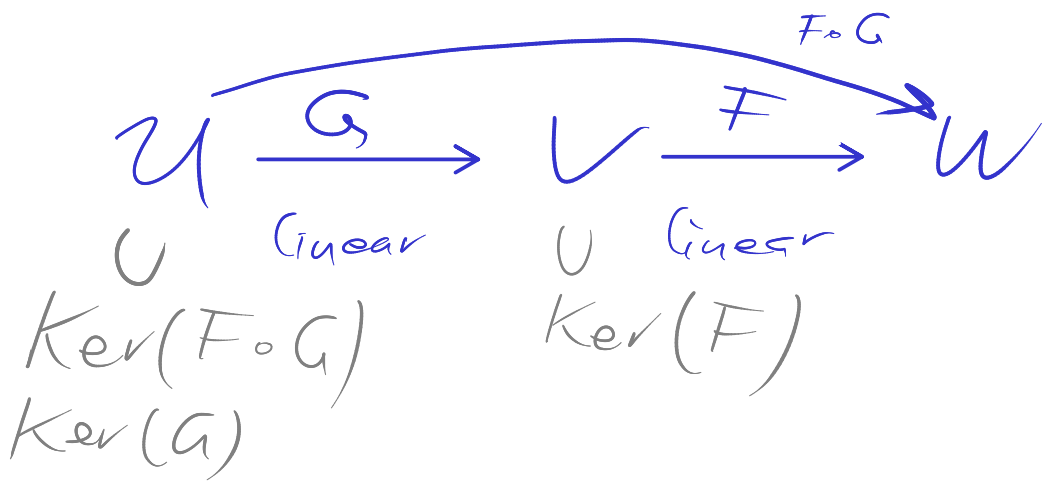 F∘G
U G V F W
linear linear
∪ ∪
Ker(F∘G) Ker(F)
Ker(G)